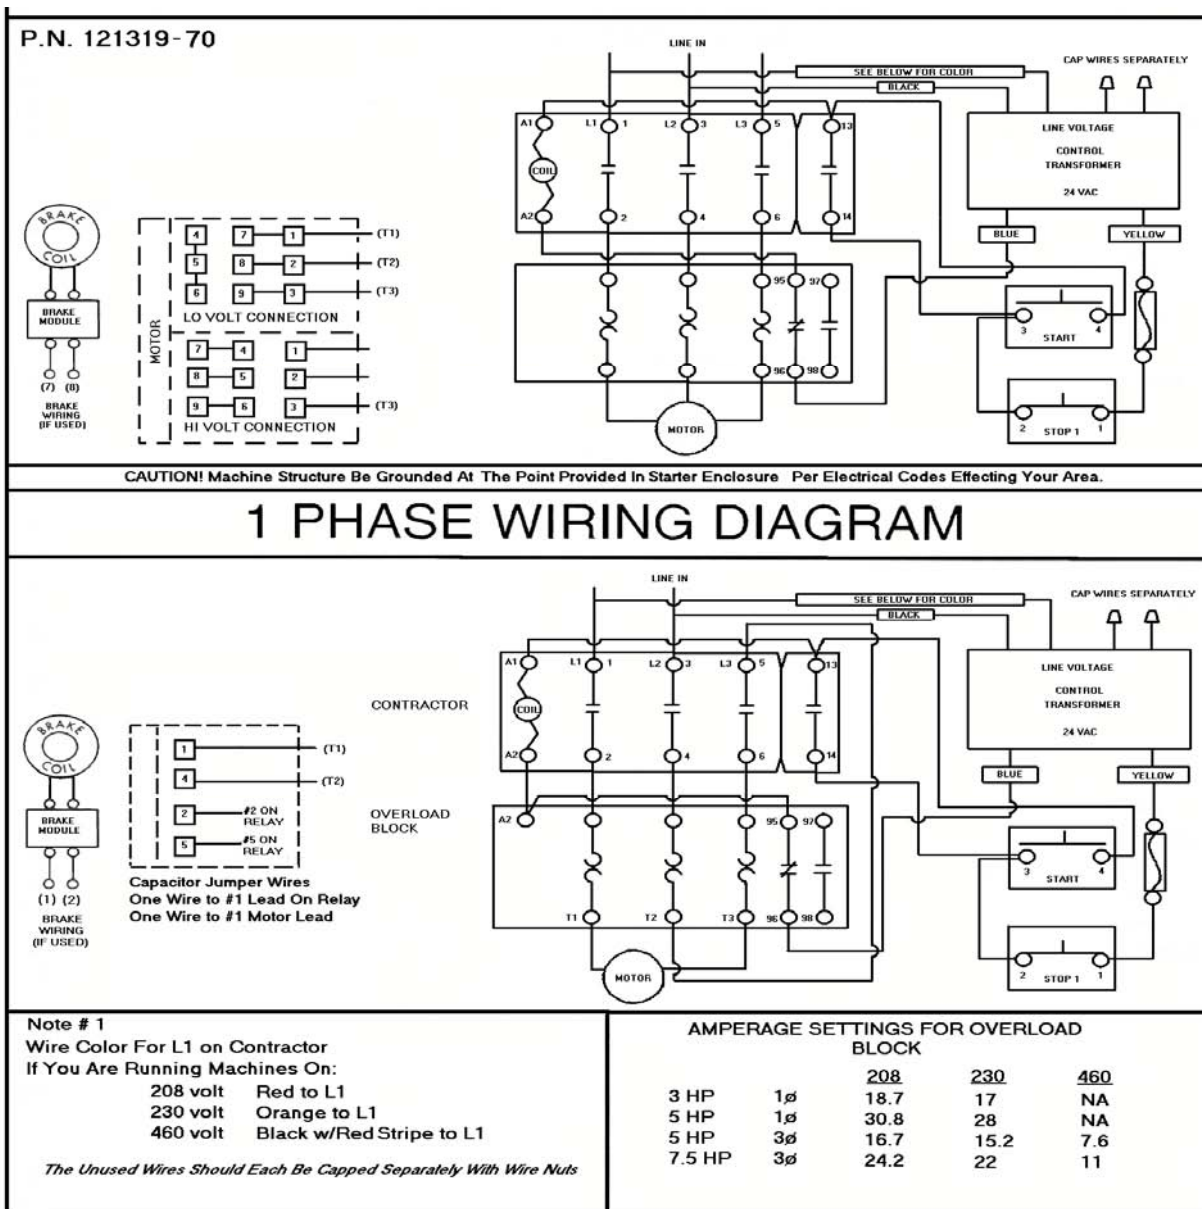 P.N. 121319-70
LINE IN
CAP WIRES SEPARATELY
SEE BELOW FOR COLOR
BLACK
A1 L1 1 L2 3 L3 5 13
COIL
A2 2 4 6 14
LINE VOLTAGE
CONTROL
TRANSFORMER
24 VAC
BLUE
YELLOW
BRAKE
COIL
BRAKE
MODULE
(7) (8)
BRAKE
WIRING
(IF USED)
MOTOR
4 7 1 (T1)
5 8 2 (T2)
6 9 3 (T3)
LO VOLT CONNECTION
7 4 1
8 5 2
9 6 3 (T3)
HI VOLT CONNECTION
95 97
96 98
MOTOR
3 4
START
2 1
STOP 1
CAUTION! Machine Structure Be Grounded At The Point Provided In Starter Enclosure Per Electrical Codes Effecting Your Area.
1 PHASE WIRING DIAGRAM
LINE IN
CAP WIRES SEPARATELY
SEE BELOW FOR COLOR
BLACK
A1 L1 1 L2 3 L3 5 13
CONTRACTOR
COIL
A2 2 4 6 14
LINE VOLTAGE
CONTROL
TRANSFORMER
24 VAC
BLUE
YELLOW
BRAKE
COIL
BRAKE
MODULE
(1) (2)
BRAKE
WIRING
(IF USED)
1 (T1)
4 (T2)
2 #2 ON
RELAY
5 #5 ON
RELAY
Capacitor Jumper Wires
One Wire to #1 Lead On Relay
One Wire to #1 Motor Lead
OVERLOAD
BLOCK
A2 95 97
T1 T2 T3 96 98
MOTOR
3 4
START
2 1
STOP 1
Note # 1
Wire Color For L1 on Contractor
If You Are Running Machines On:
208 volt Red to L1
230 volt Orange to L1
460 volt Black w/Red Stripe to L1
The Unused Wires Should Each Be Capped Separately With Wire Nuts
AMPERAGE SETTINGS FOR OVERLOAD
BLOCK
208 230 460
3 HP 1ø 18.7 17 NA
5 HP 1ø 30.8 28 NA
5 HP 3ø 16.7 15.2 7.6
7.5 HP 3ø 24.2 22 11